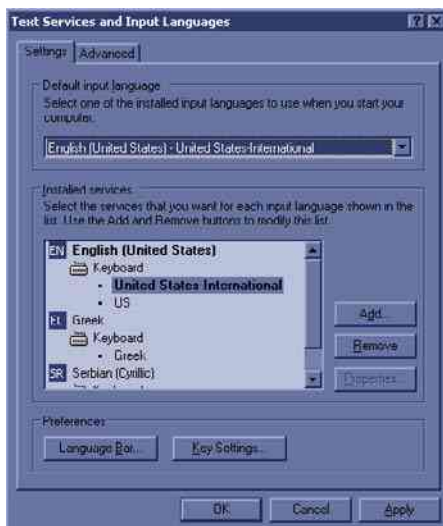 Text Services and Input Languages
Settings
Advanced
Default input language
Select one of the installed input languages to use when you start your
computer.
English (United States) - United States-International
Installed services
Select the services that you want for each input language shown in the
list. Use the Add and Remove buttons to modify this list.
EN English (United States)
Keyboard
• United States-International
• US
EL Greek
Keyboard
• Greek
SR Serbian (Cyrillic)
Add...
Remove
Properties...
Preferences
Language Bar...
Key Settings...
OK
Cancel
Apply